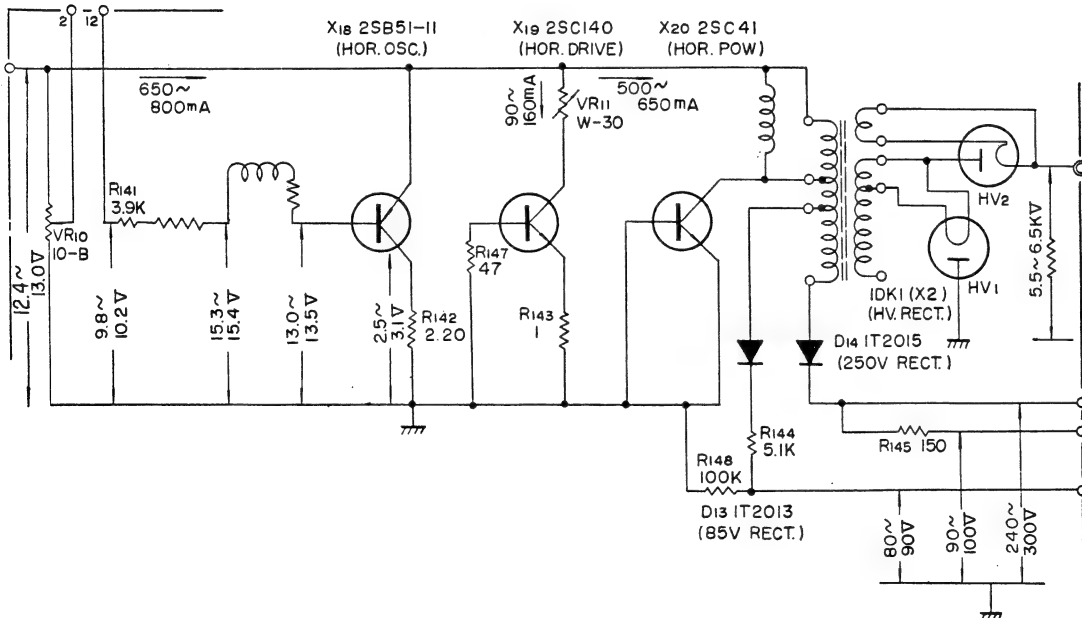 2
12
X18 2SB51-11
(HOR. OSC.)
X19 2SC140
(HOR. DRIVE)
X20 2SC41
(HOR. POW)
650~
800mA
90~
160mA
VR11
W-30
500~
650mA
R141
3.9K
VR10
10-B
12.4~
13.0V
9.8~
10.2V
15.3~
15.4V
13.0~
13.5V
2.5~
3.1V
R142
2.20
R147
47
R143
1
HV2
HV1
1DK1 (X2)
(HV. RECT.)
5.5~6.5KV
D14 1T2015
(250V RECT.)
R144
5.1K
R145 150
R148
100K
D13 1T2013
(85V RECT.)
80~
90V
90~
100V
240~
300V